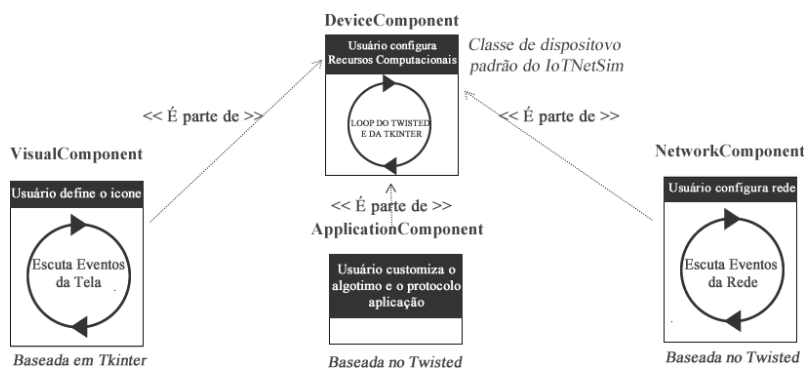 DeviceComponent
Usuário configura
Recursos Computacionais
Classe de dispositovo
padrão do IoTNetSim
LOOP DO TWISTED
E DA TKINTER
<< É parte de >>
<< É parte de >>
VisualComponent
Usuário define o icone
Escuta Eventos
da Tela
Baseada em Tkinter
<< É parte de >>
ApplicationComponent
Usuário customiza o
algotimo e o protocolo
aplicação
Baseada no Twisted
NetworkComponent
Usuário configura rede
Escuta Eventos
da Rede
Baseada no Twisted